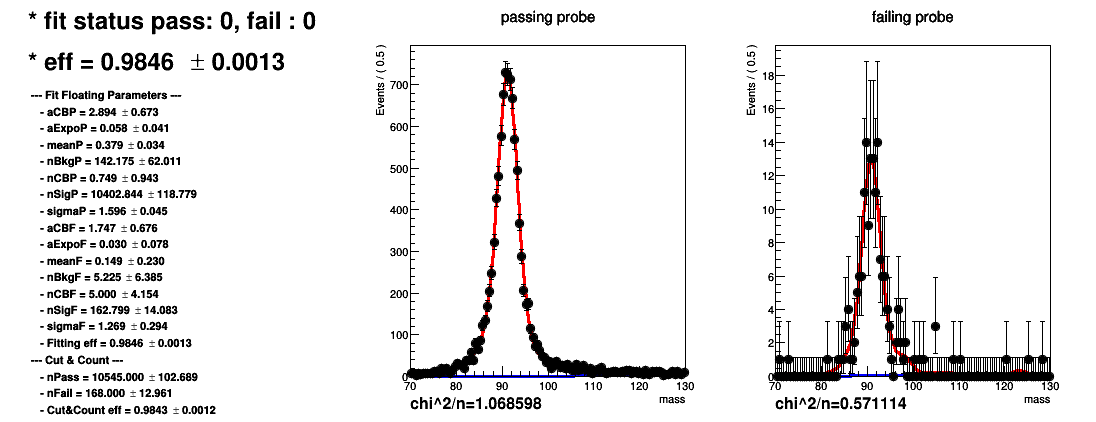 * fit status pass: 0, fail : 0
* eff = 0.9846 ± 0.0013
--- Fit Floating Parameters ---
- aCBP = 2.894 ± 0.673
- aExpoP = 0.058 ± 0.041
- meanP = 0.379 ± 0.034
- nBkgP = 142.175 ± 62.011
- nCBP = 0.749 ± 0.943
- nSigP = 10402.844 ± 118.779
- sigmaP = 1.596 ± 0.045
- aCBF = 1.747 ± 0.676
- aExpoF = 0.030 ± 0.078
- meanF = 0.149 ± 0.230
- nBkgF = 5.225 ± 6.385
- nCBF = 5.000 ± 4.154
- nSigF = 162.799 ± 14.083
- sigmaF = 1.269 ± 0.294
- Fitting eff = 0.9846 ± 0.0013
--- Cut & Count ---
- nPass = 10545.000 ± 102.689
- nFail = 168.000 ± 12.961
- Cut&Count eff = 0.9843 ± 0.0012
passing probe
Events / ( 0.5 )
700
600
500
400
300
200
100
0
70 80 90 100 110 120 130
mass
chi^2/n=1.068598
failing probe
Events / ( 0.5 )
18
16
14
12
10
8
6
4
2
0
70 80 90 100 110 120 130
mass
chi^2/n=0.571114